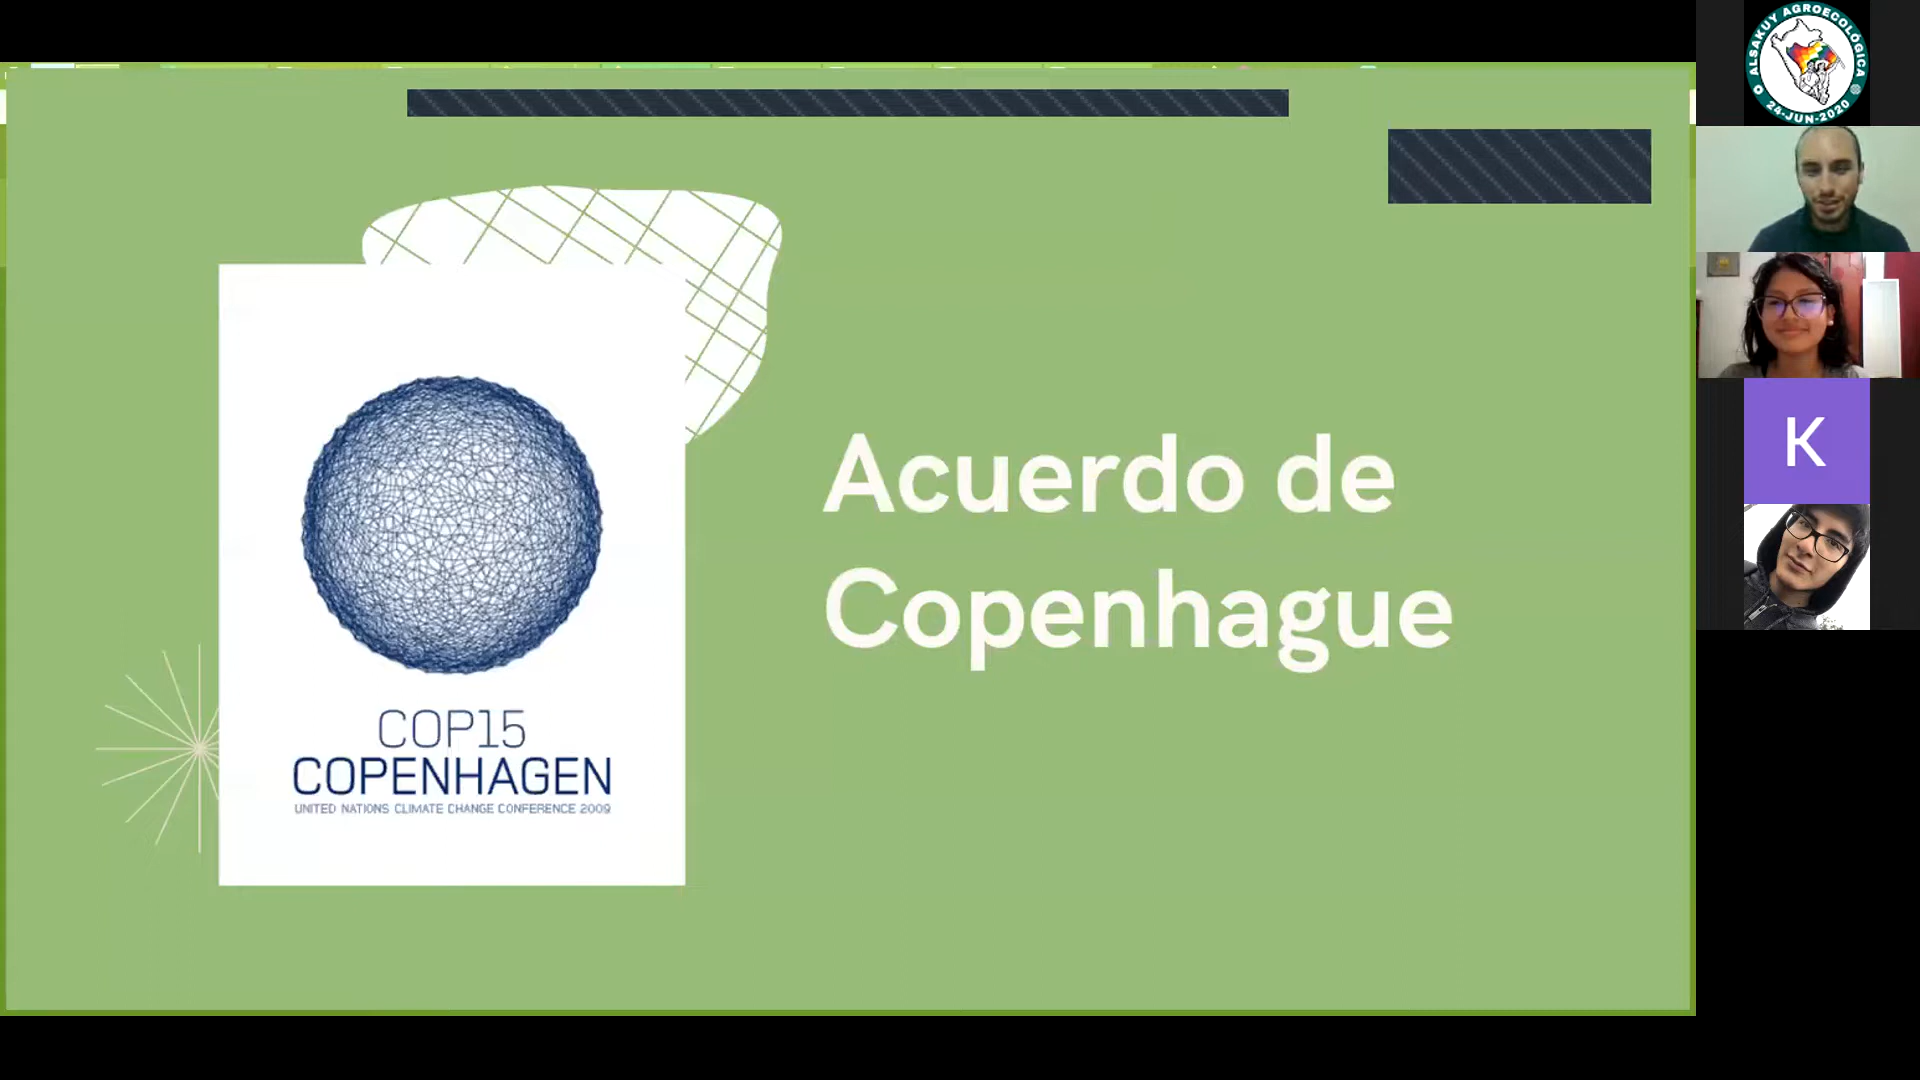 Acuerdo de
Copenhague
COP15
COPENHAGEN
UNITED NATIONS CLIMATE CHANGE CONFERENCE 2009
ALSAKUY AGROECOLÓGICA
24-JUN-2020
K